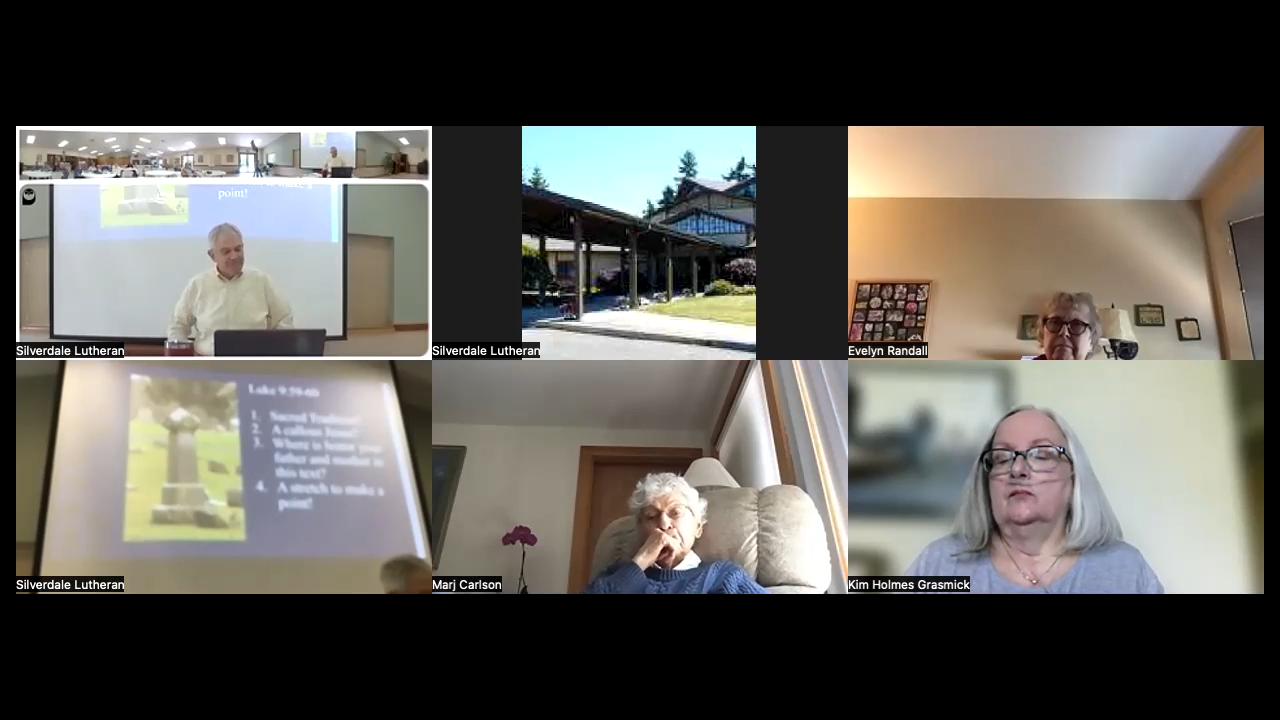 point!
Silverdale Lutheran
Silverdale Lutheran
Evelyn Randall
Luke 9:59-60
1. Sacred Tradition!
2. A callous Jesus?
3. Where is honor your
father and mother in
this text?
4. A stretch to make a
point!
Silverdale Lutheran
Marj Carlson
Kim Holmes Grasmick